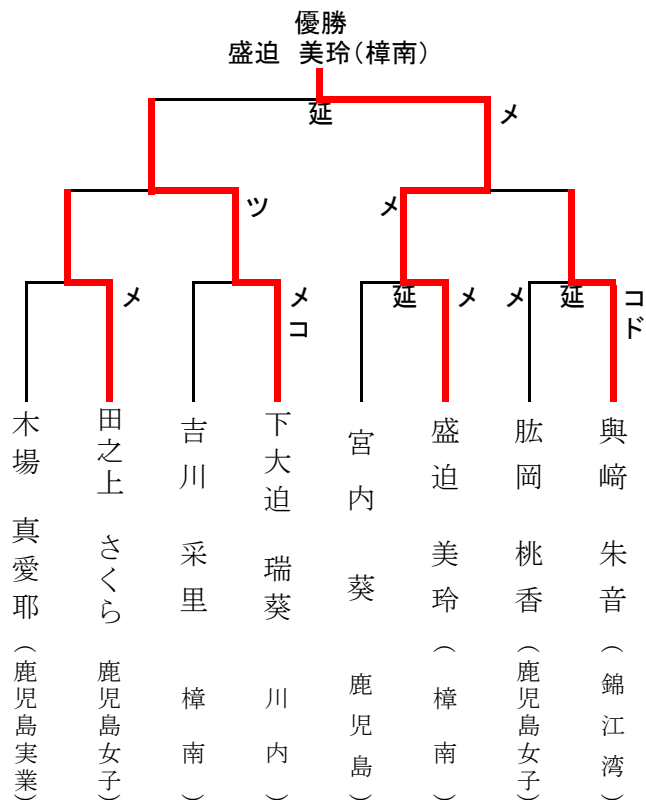 優勝
盛迫 美玲(樟南)
延
メ
ツ
メ
メ
メ
コ
延
メ
メ
延
コ
ド
木場 真愛耶(鹿児島実業)
田之上 さくら 鹿児島女子)
吉川 采里 樟南)
下大迫 瑞葵 川内)
宮内 葵 鹿児島)
盛迫 美玲(樟南)
肱岡 桃香(鹿児島女子)
與﨑 朱音(錦江湾)